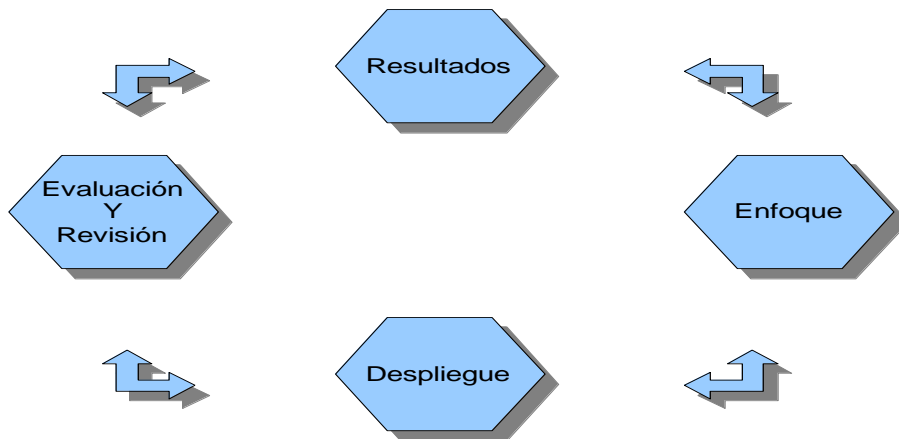 Resultados
Evaluación
Y
Revisión
Enfoque
Despliegue